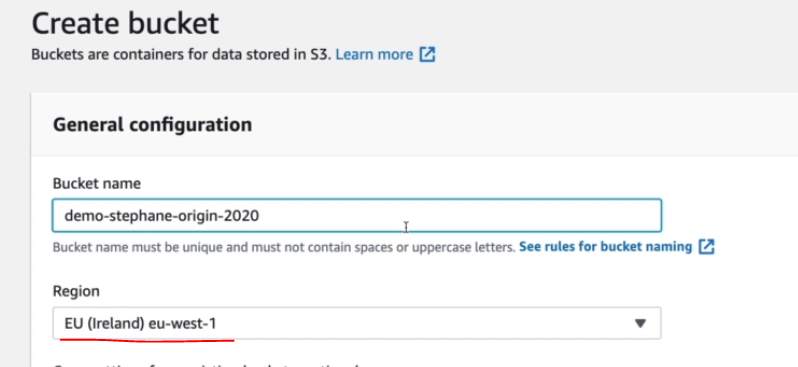 Create bucket
Buckets are containers for data stored in S3. Learn more
General configuration
Bucket name
demo-stephane-origin-2020
Bucket name must be unique and must not contain spaces or uppercase letters. See rules for bucket naming
Region
EU (Ireland) eu-west-1